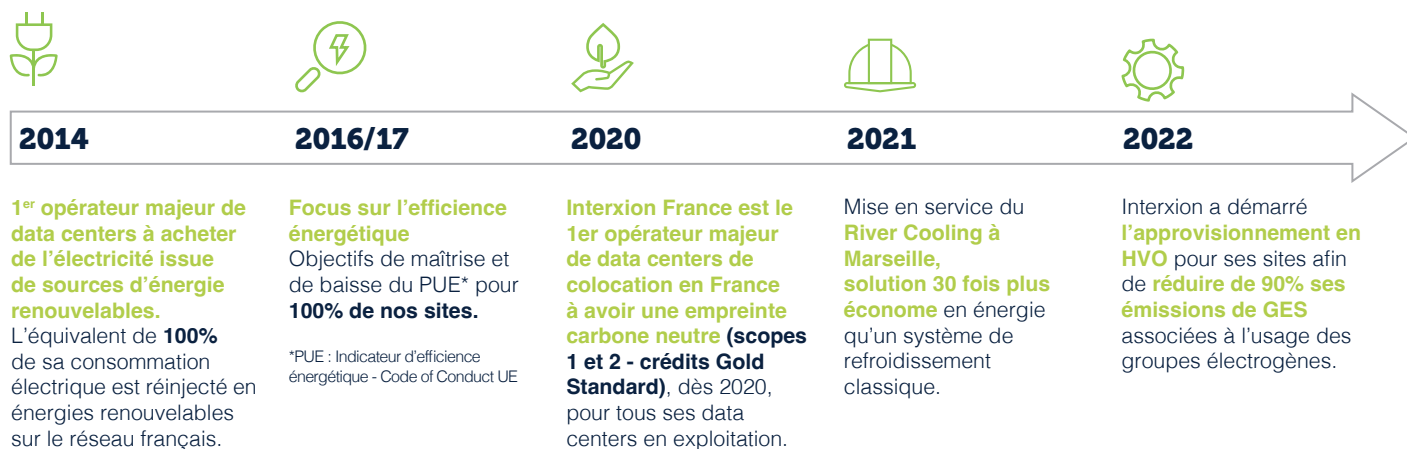 2014
2016/17
2020
2021
2022
1er opérateur majeur de
data centers à acheter
de l’électricité issue
de sources d’énergie
renouvelables.
L’équivalent de 100%
de sa consommation
électrique est réinjecté en
énergies renouvelables
sur le réseau français.
Focus sur l’efficience
énergétique
Objectifs de maîtrise et
de baisse du PUE* pour
100% de nos sites.
*PUE : Indicateur d’efficience
énergétique - Code of Conduct UE
Interxion France est le
1er opérateur majeur
de data centers de
colocation en France
à avoir une empreinte
carbone neutre (scopes
1 et 2 - crédits Gold
Standard), dès 2020,
pour tous ses data
centers en exploitation.
Mise en service du
River Cooling à
Marseille,
solution 30 fois plus
économe en énergie
qu’un système de
refroidissement
classique.
Interxion a démarré
l’approvisionnement en
HVO pour ses sites afin
de réduire de 90% ses
émissions de GES
associées à l’usage des
groupes électrogènes.